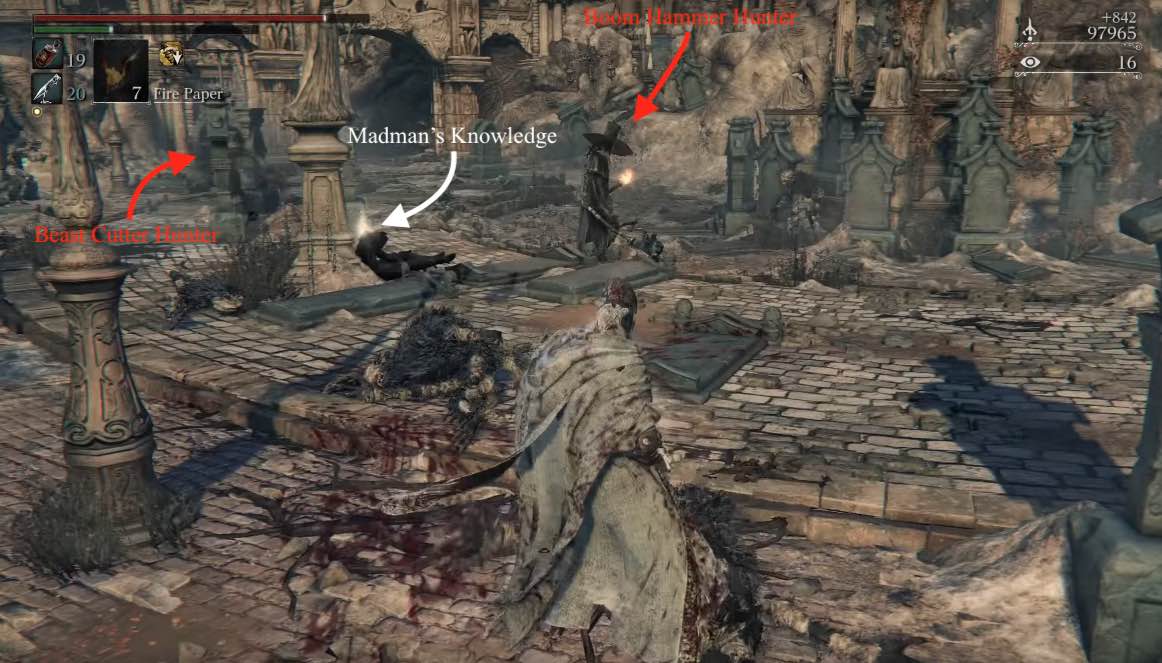 Boom Hammer Hunter
+842
97965
19
16
20
7 Fire Paper
Madman's Knowledge
Beast Cutter Hunter